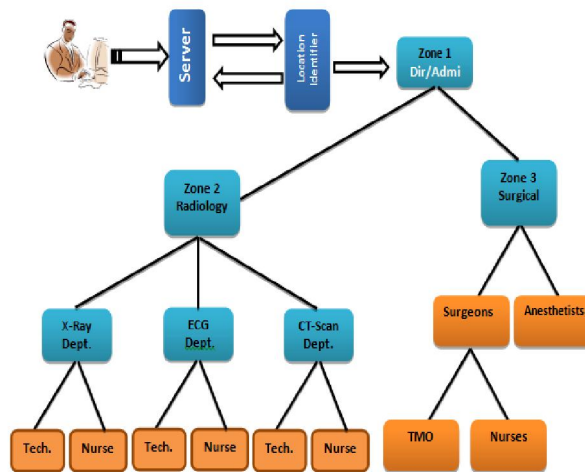 Server
Location
Identifier
Zone 1
Dir/Admi
Zone 2
Radiology
Zone 3
Surgical
X-Ray
Dept.
ECG
Dept.
CT-Scan
Dept.
Surgeons
Anesthetists
Tech.
Nurse
Tech.
Nurse
Tech.
Nurse
TMO
Nurses